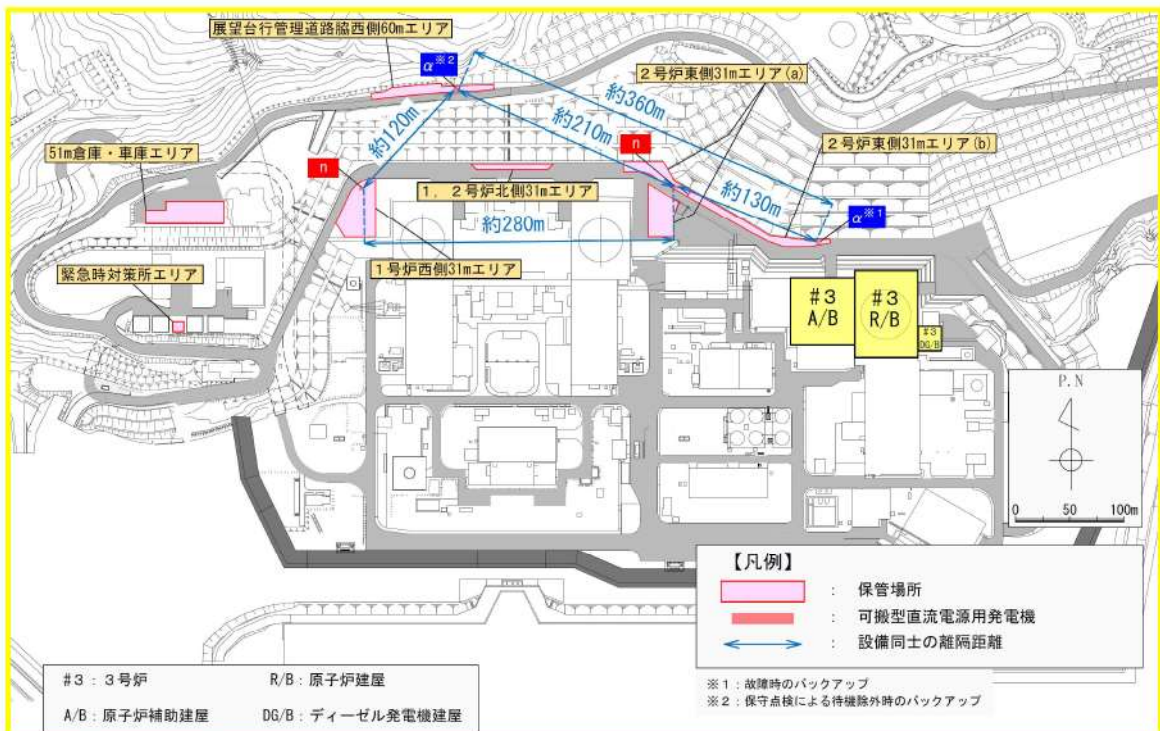 展望台行管理道路脇西側60mエリア
α※2
2号炉東側31mエリア(a)
約360m
約120m
約210m
51m倉庫・車庫エリア
n
n
2号炉東側31mエリア(b)
1,2号炉北側31mエリア
約130m
約280m
α※1
緊急時対策所エリア
1号炉西側31mエリア
#3
A/B
#3
R/B
#3
DG/B
P.N
0 50 100m
【凡例】
: 保管場所
: 可搬型直流電源用発電機
: 設備同士の離隔距離
#3:3号炉 R/B:原子炉建屋
A/B:原子炉補助建屋 DG/B:ディーゼル発電機建屋
※1:故障時のバックアップ
※2:保守点検による待機除外時のバックアップ